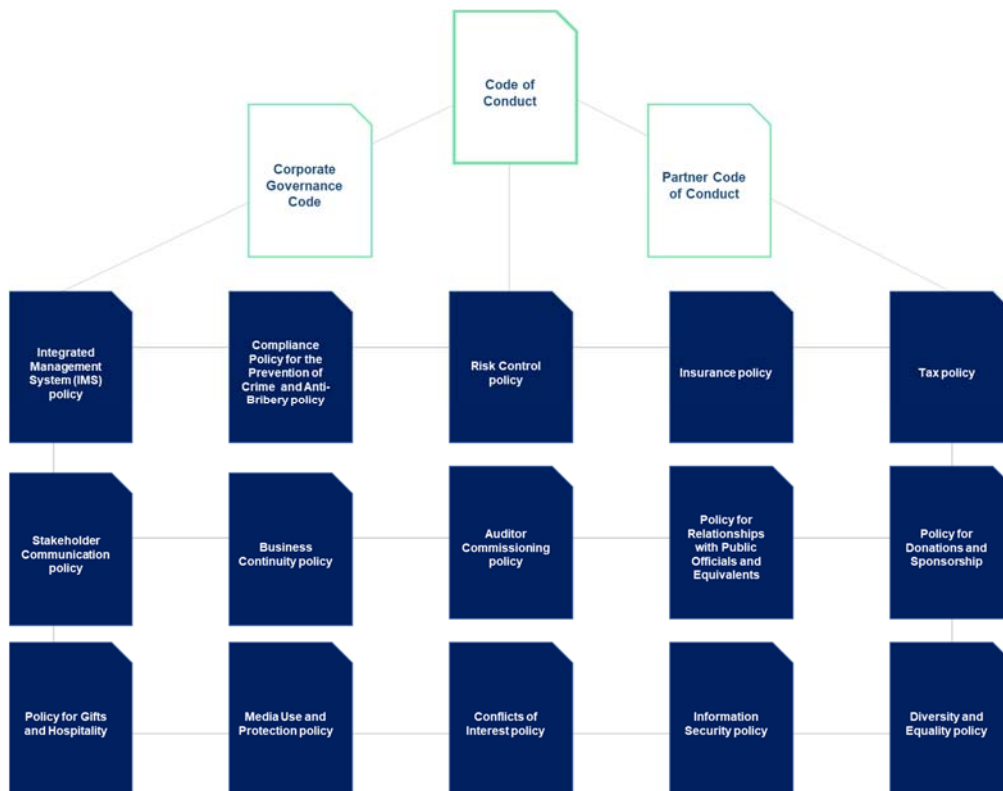 Code of
Conduct
Corporate
Governance
Code
Partner Code
of Conduct
Integrated
Management
System (IMS)
policy
Compliance
Policy for the
Prevention of
Crime and Anti-
Bribery policy
Risk Control
policy
Insurance policy
Tax policy
Stakeholder
Communication
policy
Business
Continuity policy
Auditor
Commissioning
policy
Policy for
Relationships
with Public
Officials and
Equivalents
Policy for
Donations and
Sponsorship
Policy for Gifts
and Hospitality
Media Use and
Protection policy
Conflicts of
Interest policy
Information
Security policy
Diversity and
Equality policy